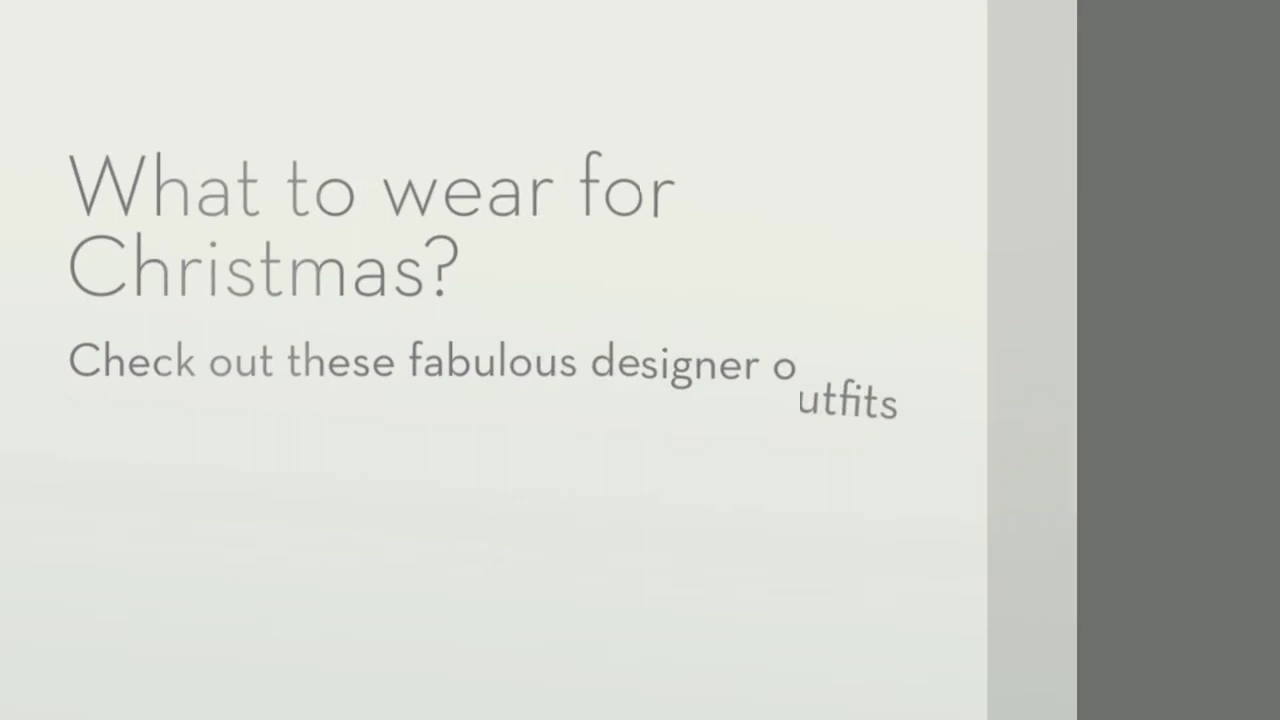 What to wear for
Christmas?
Check out these fabulous designer outfits